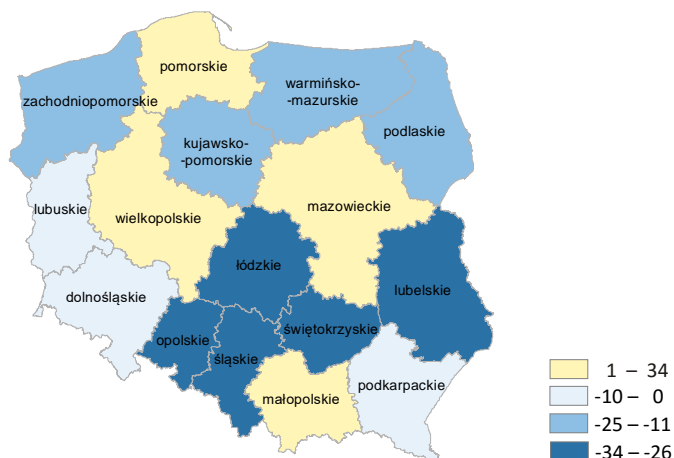 pomorskie
warmińsko-
-mazurskie
zachodniopomorskie
podlaskie
kujawsko-
-pomorskie
lubuskie
wielkopolskie
mazowieckie
łódzkie
lubelskie
dolnośląskie
opolskie
świętokrzyskie
śląskie
podkarpackie
małopolskie
1 – 34
-10 – 0
-25 – -11
-34 – -26